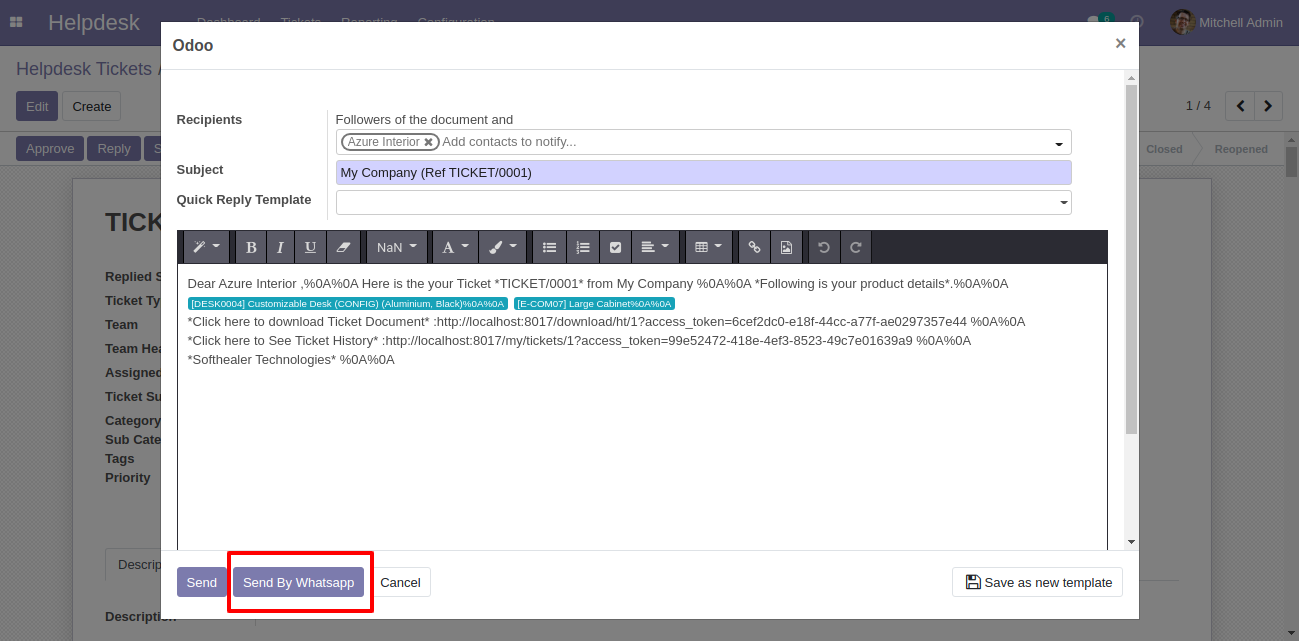 Helpdesk Dashboard Tickets Reporting Configuration 6 Mitchell Admin
Odoo ×
Helpdesk Tickets /
Edit Create
1 / 4
Approve Reply S
Closed Reopened
Recipients
Followers of the document and
Azure Interior ✖ Add contacts to notify...
Subject
My Company (Ref TICKET/0001)
Quick Reply Template
TICK
B I U NaN A
Replied S
Ticket Ty
Team
Team Hea
Assigned
Ticket Su
Category
Sub Cate
Tags
Priority
Dear Azure Interior ,%0A%0A Here is the your Ticket *TICKET/0001* from My Company %0A%0A *Following is your product details*.%0A%0A
[DESK0004] Customizable Desk (CONFIG) (Aluminium, Black)%0A%0A [E-COM07] Large Cabinet%0A%0A
*Click here to download Ticket Document* :http://localhost:8017/download/ht/1?access_token=6cef2dc0-e18f-44cc-a77f-ae0297357e44 %0A%0A
*Click here to See Ticket History* :http://localhost:8017/my/tickets/1?access_token=99e52472-418e-4ef3-8523-49c7e01639a9 %0A%0A
*Softhealer Technologies* %0A%0A
Descrip
Send Send By Whatsapp Cancel Save as new template
Description